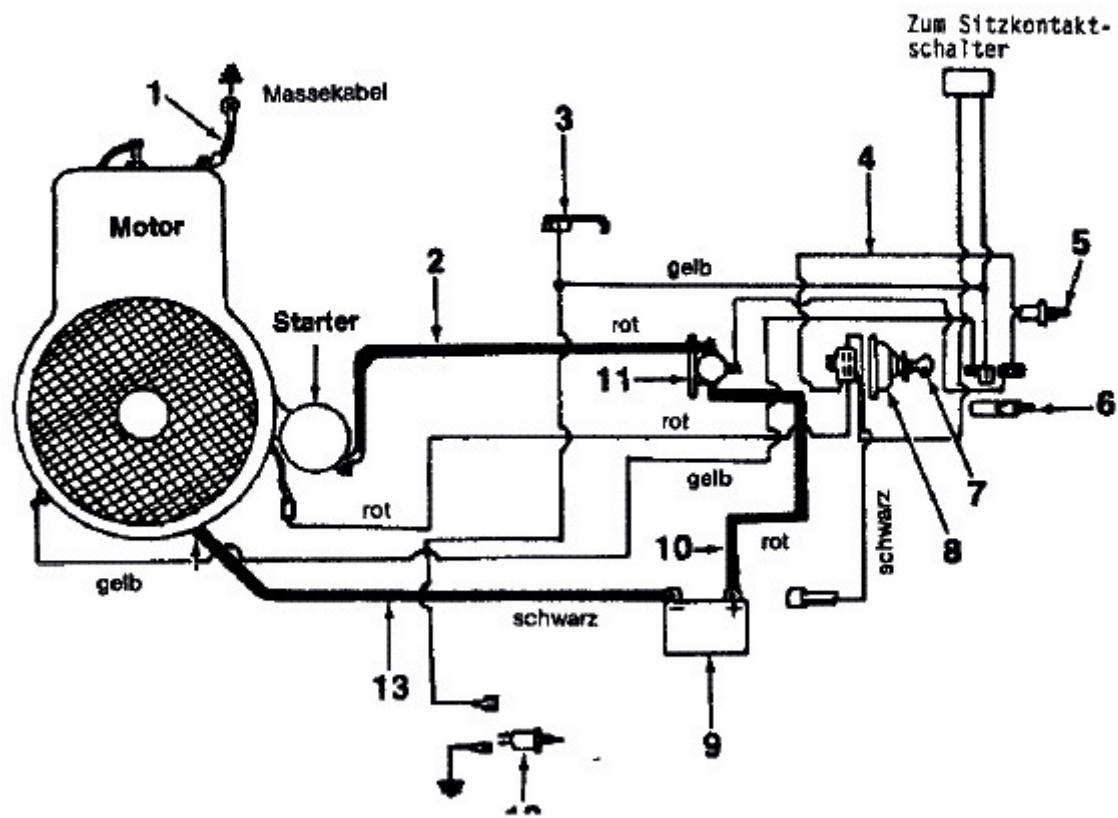 Zum Sitzkontakt-
schalter
1
Massekabel
3
4
Motor
2
gelb
5
Starter
rot
11
6
rot
gelb
7
rot
10
rot
8
schwarz
gelb
schwarz
-
+
13
9
12